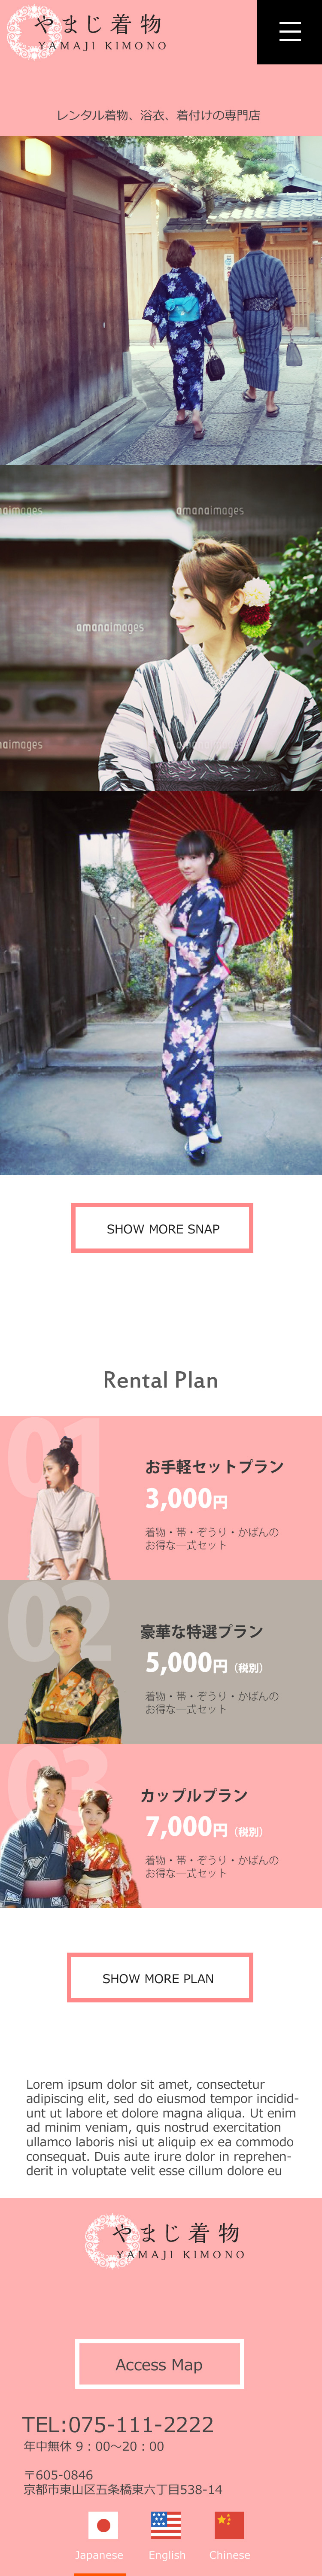 やまじ着物
YAMAJI KIMONO
レンタル着物、浴衣、着付けの専門店
amanaimages
amanaimages
amanaimages
amanaimages
SHOW MORE SNAP
Rental Plan
01
お手軽セットプラン
3,000円
着物・帯・ぞうり・かばんの
お得な一式セット
02
豪華な特選プラン
5,000円（税別）
着物・帯・ぞうり・かばんの
お得な一式セット
03
カップルプラン
7,000円（税別）
着物・帯・ぞうり・かばんの
お得な一式セット
SHOW MORE PLAN
Lorem ipsum dolor sit amet, consectetur
adipiscing elit, sed do eiusmod tempor incidid-
unt ut labore et dolore magna aliqua. Ut enim
ad minim veniam, quis nostrud exercitation
ullamco laboris nisi ut aliquip ex ea commodo
consequat. Duis aute irure dolor in reprehen-
derit in voluptate velit esse cillum dolore eu
やまじ着物
YAMAJI KIMONO
Access Map
TEL:075-111-2222
年中無休 9：00〜20：00
〒605-0846
京都市東山区五条橋東六丁目538-14
Japanese English Chinese